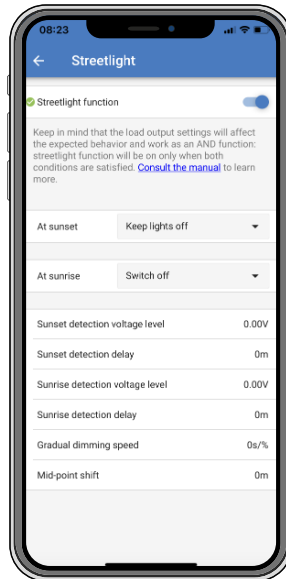 08:23
Streetlight
Streetlight function
Keep in mind that the load output settings will affect
the expected behavior and work as an AND function:
streetlight function will be on only when both
conditions are satisfied. Consult the manual to learn
more.
At sunset Keep lights off
At sunrise Switch off
Sunset detection voltage level 0.00V
Sunset detection delay 0m
Sunrise detection voltage level 0.00V
Sunrise detection delay 0m
Gradual dimming speed 0s/%
Mid-point shift 0m